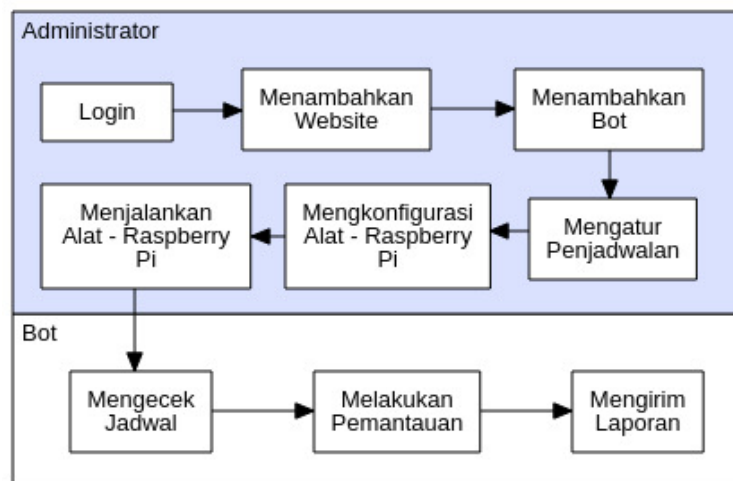 Administrator
Login
Menambahkan
Website
Menambahkan
Bot
Mengatur
Penjadwalan
Mengkonfigurasi
Alat - Raspberry
Pi
Menjalankan
Alat - Raspberry
Pi
Bot
Mengecek
Jadwal
Melakukan
Pemantauan
Mengirim
Laporan